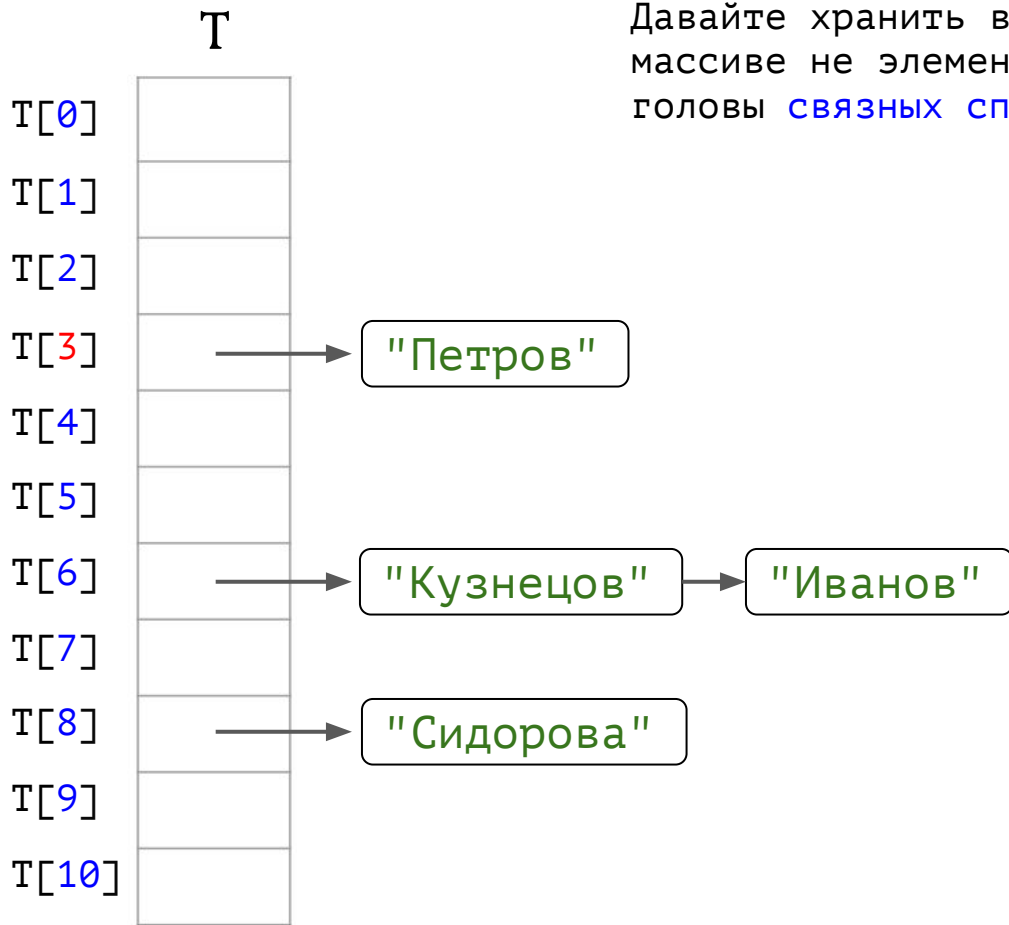 T
Давайте хранить в
массиве не элемен
головы связных сп
T[0]
T[1]
T[2]
T[3] "Петров"
T[4]
T[5]
T[6] "Кузнецов" "Иванов"
T[7]
T[8] "Сидорова"
T[9]
T[10]